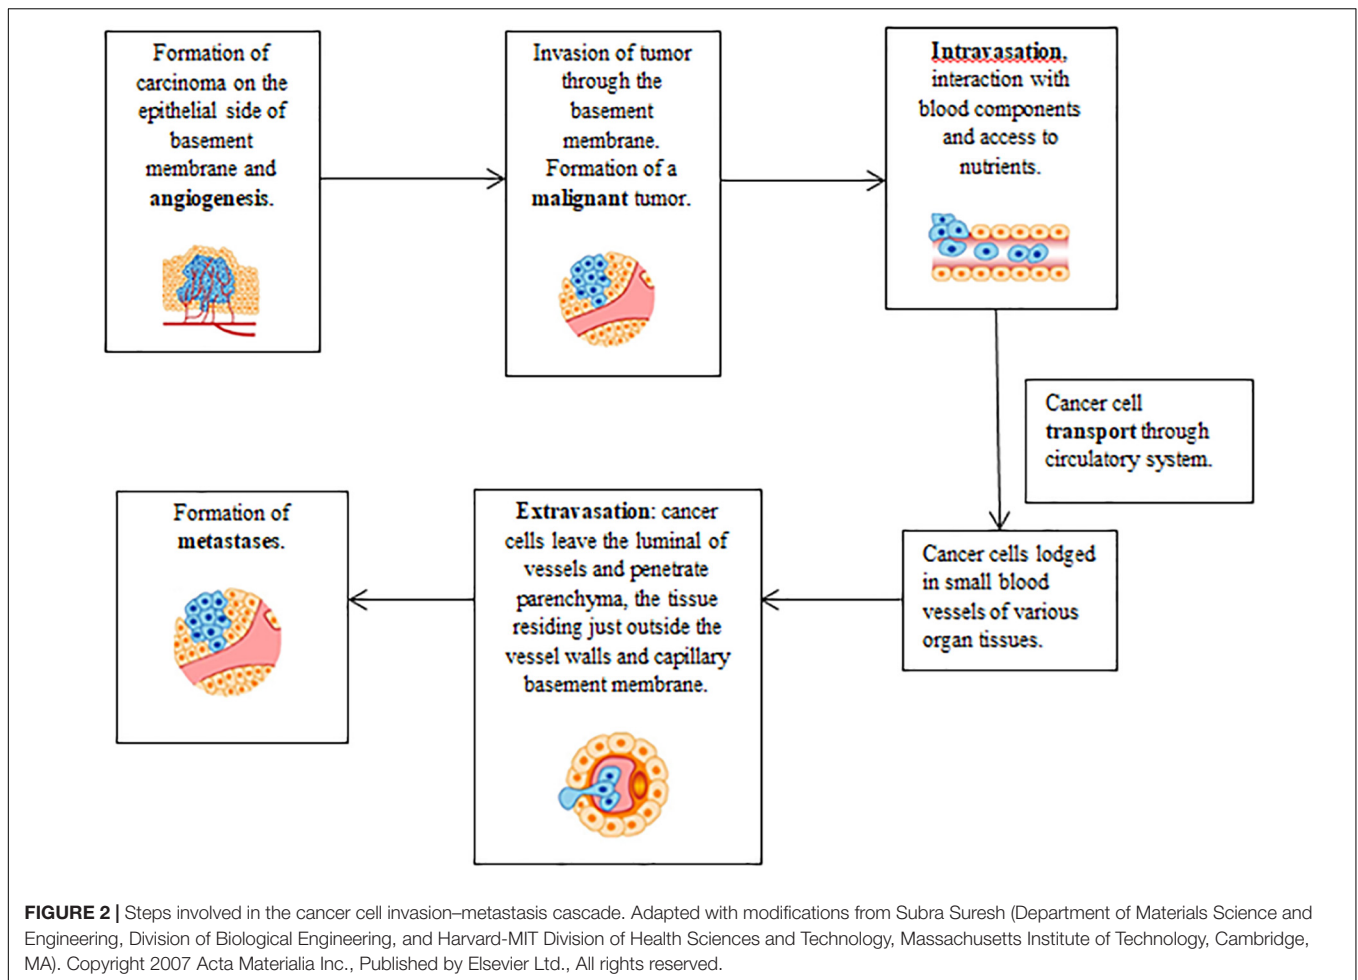 Formation of
carcinoma on the
epithelial side of
basement
membrane and
angiogenesis.
Invasion of tumor
through the
basement
membrane.
Formation of a
malignant tumor.
Intravasation,
interaction with
blood components
and access to
nutrients.
Cancer cell
transport through
circulatory system.
Cancer cells lodged
in small blood
vessels of various
organ tissues.
Extravasation: cancer
cells leave the luminal of
vessels and penetrate
parenchyma, the tissue
residing just outside the
vessel walls and capillary
basement membrane.
Formation of
metastases.
FIGURE 2 | Steps involved in the cancer cell invasion–metastasis cascade. Adapted with modifications from Subra Suresh (Department of Materials Science and
Engineering, Division of Biological Engineering, and Harvard-MIT Division of Health Sciences and Technology, Massachusetts Institute of Technology, Cambridge,
MA). Copyright 2007 Acta Materialia Inc., Published by Elsevier Ltd., All rights reserved.